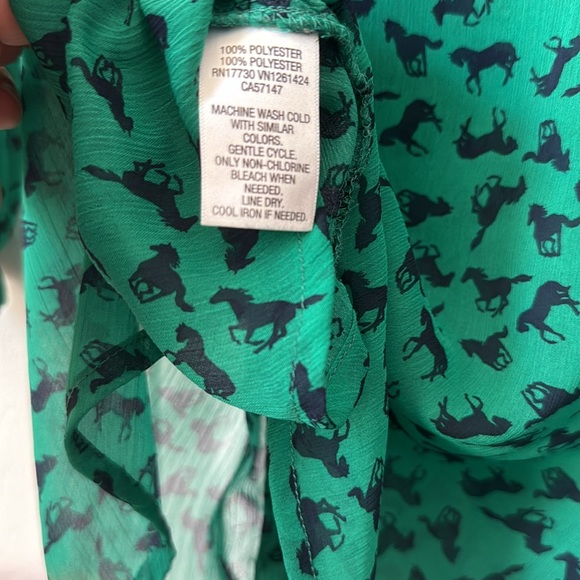 100% POLYESTER
100% POLYESTER
RN17730 VN1261424
CA57147
MACHINE WASH COLD
WITH SIMILAR
COLORS.
GENTLE CYCLE.
ONLY NON-CHLORINE
BLEACH WHEN
NEEDED.
LINE DRY.
COOL IRON IF NEEDED.